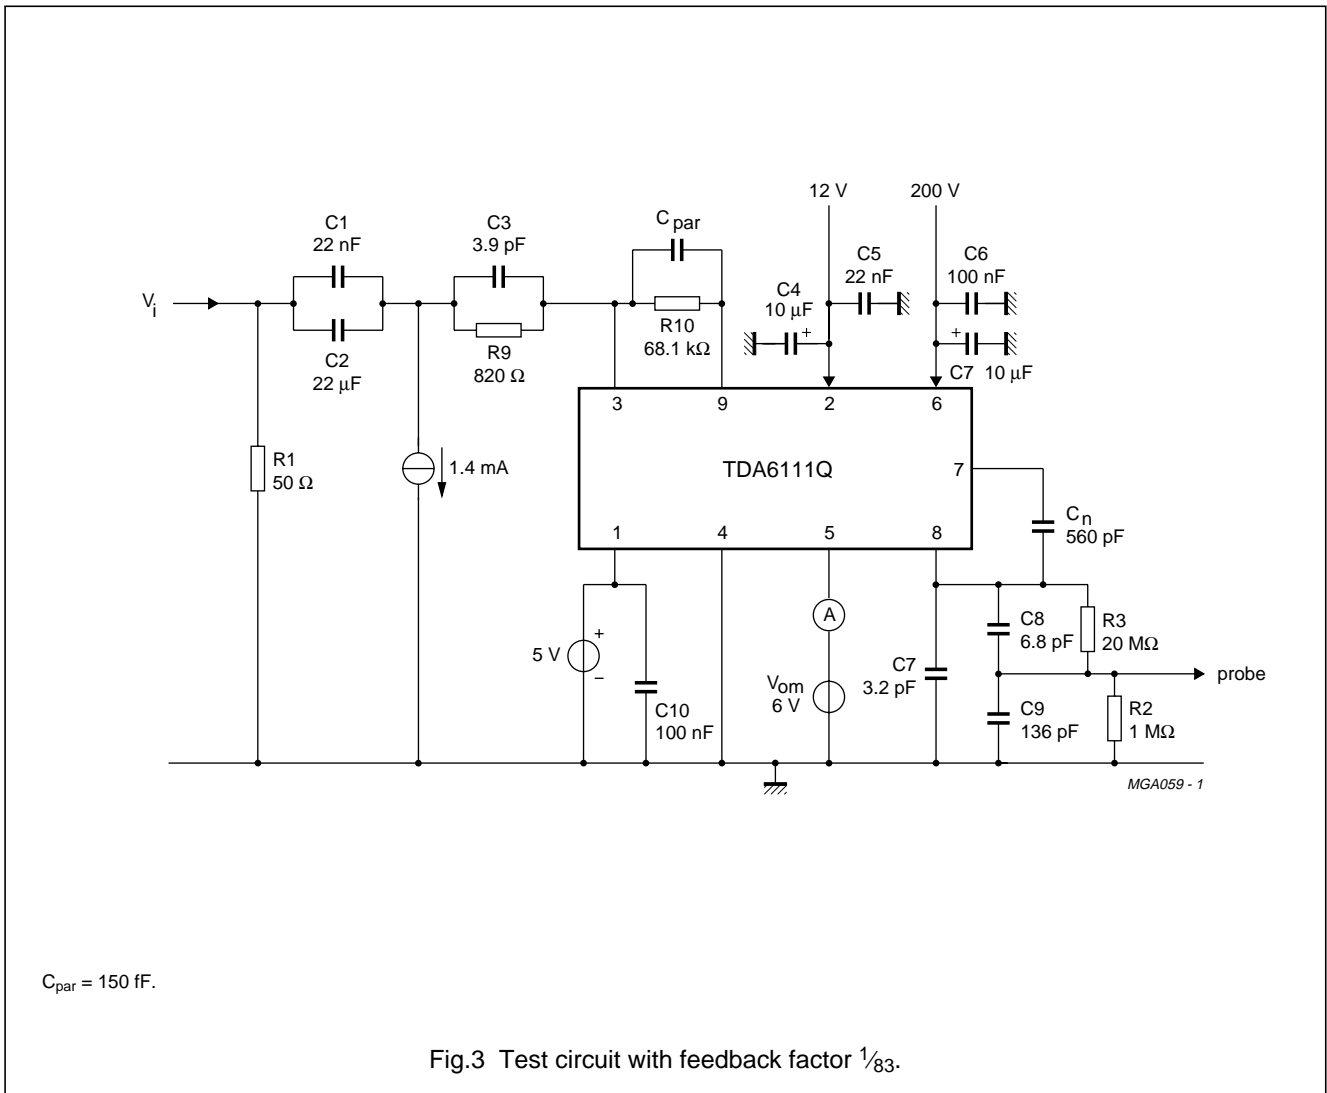 12 V
200 V
C1
22 nF
C3
3.9 pF
C par
C5
22 nF
C6
100 nF
C4
10 μF
+
Vi
C2
22 μF
R9
820 Ω
R10
68.1 kΩ
+
C7 10 μF
3
9
2
6
R1
50 Ω
1.4 mA
TDA6111Q
7
Cn
560 pF
1
4
5
8
A
C8
6.8 pF
R3
20 MΩ
5 V
+
−
C7
3.2 pF
probe
Vom
6 V
C10
100 nF
C9
136 pF
R2
1 MΩ
MGA059 - 1
Cpar = 150 fF.
Fig.3 Test circuit with feedback factor 1/83.